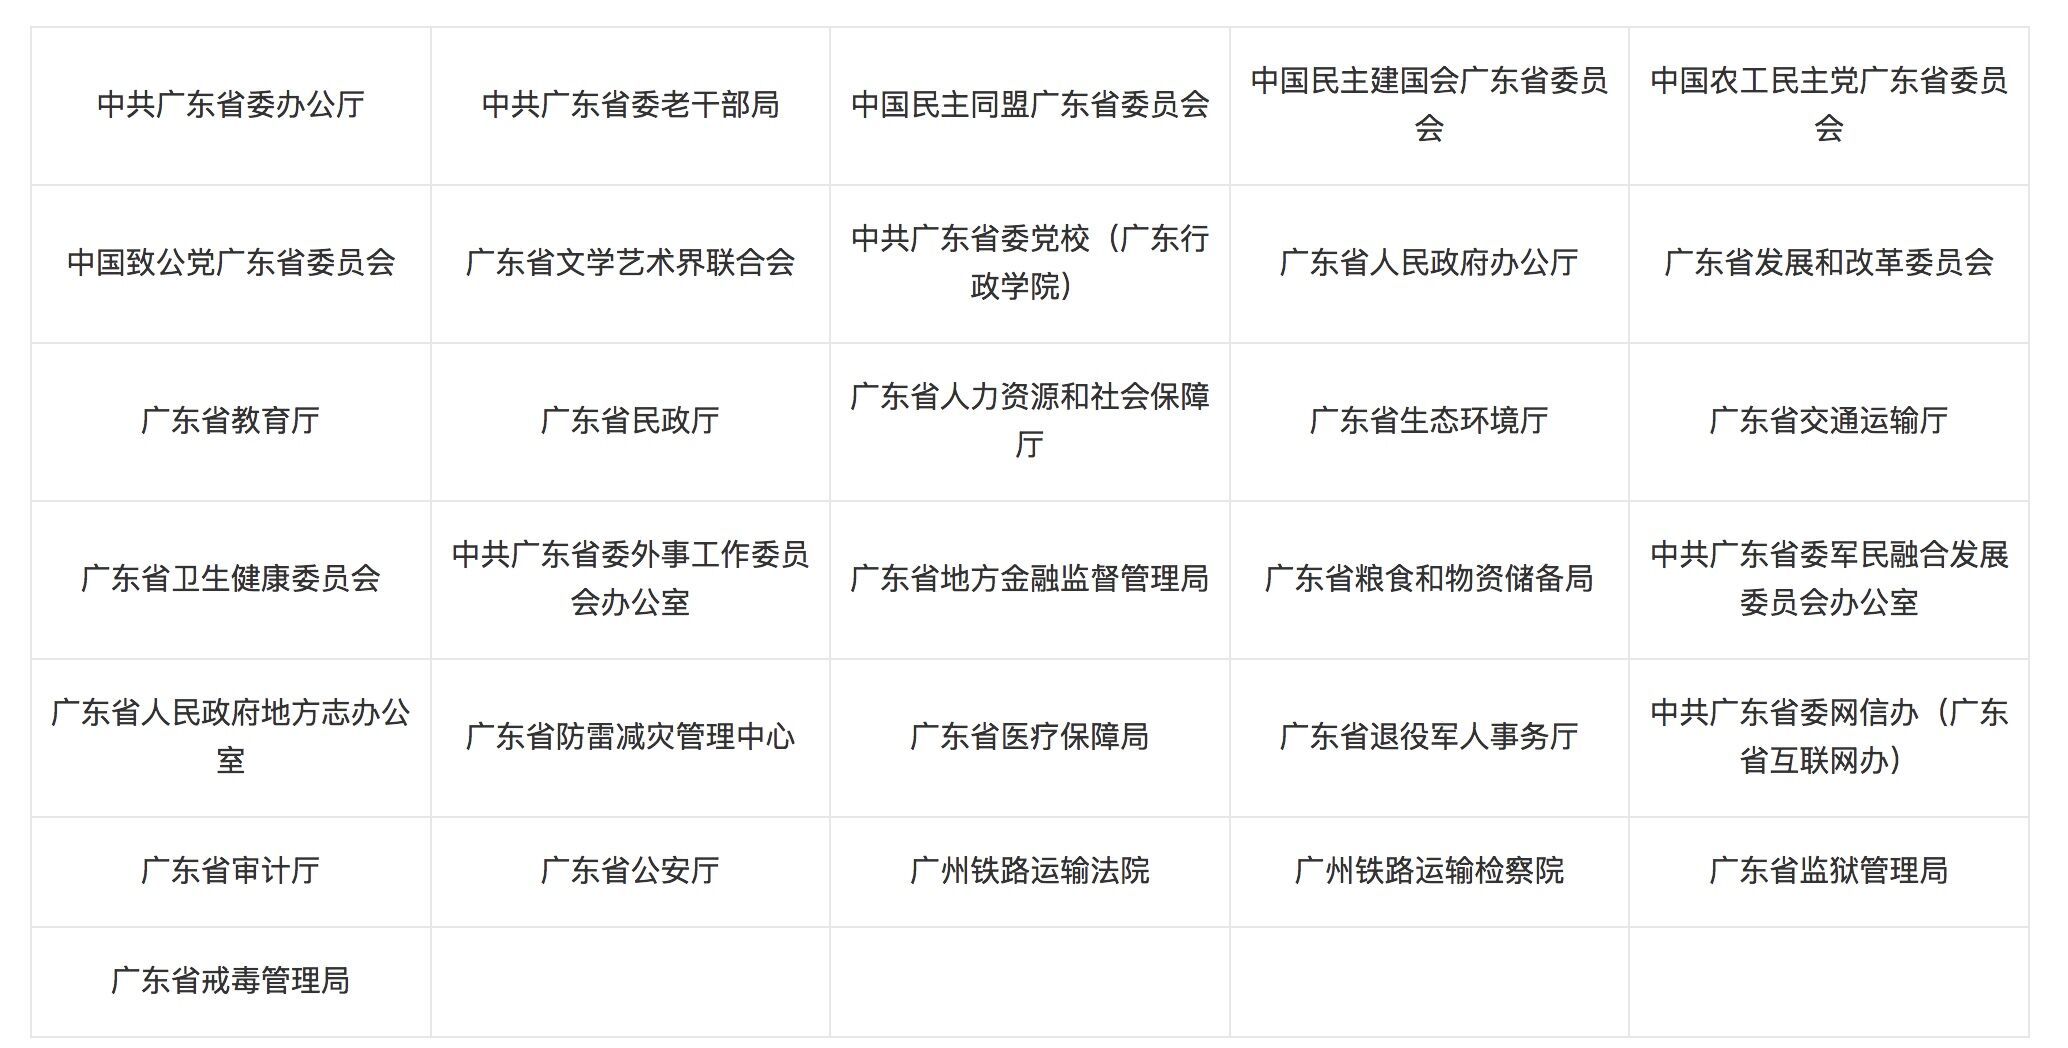 中共广东省委办公厅
中共广东省委老干部局
中国民主同盟广东省委员会
中国民主建国会广东省委员
会
中国农工民主党广东省委员
会
中国致公党广东省委员会
广东省文学艺术界联合会
中共广东省委党校（广东行
政学院）
广东省人民政府办公厅
广东省发展和改革委员会
广东省教育厅
广东省民政厅
广东省人力资源和社会保障
厅
广东省生态环境厅
广东省交通运输厅
广东省卫生健康委员会
中共广东省委外事工作委员
会办公室
广东省地方金融监督管理局
广东省粮食和物资储备局
中共广东省委军民融合发展
委员会办公室
广东省人民政府地方志办公
室
广东省防雷减灾管理中心
广东省医疗保障局
广东省退役军人事务厅
中共广东省委网信办（广东
省互联网办）
广东省审计厅
广东省公安厅
广州铁路运输法院
广州铁路运输检察院
广东省监狱管理局
广东省戒毒管理局